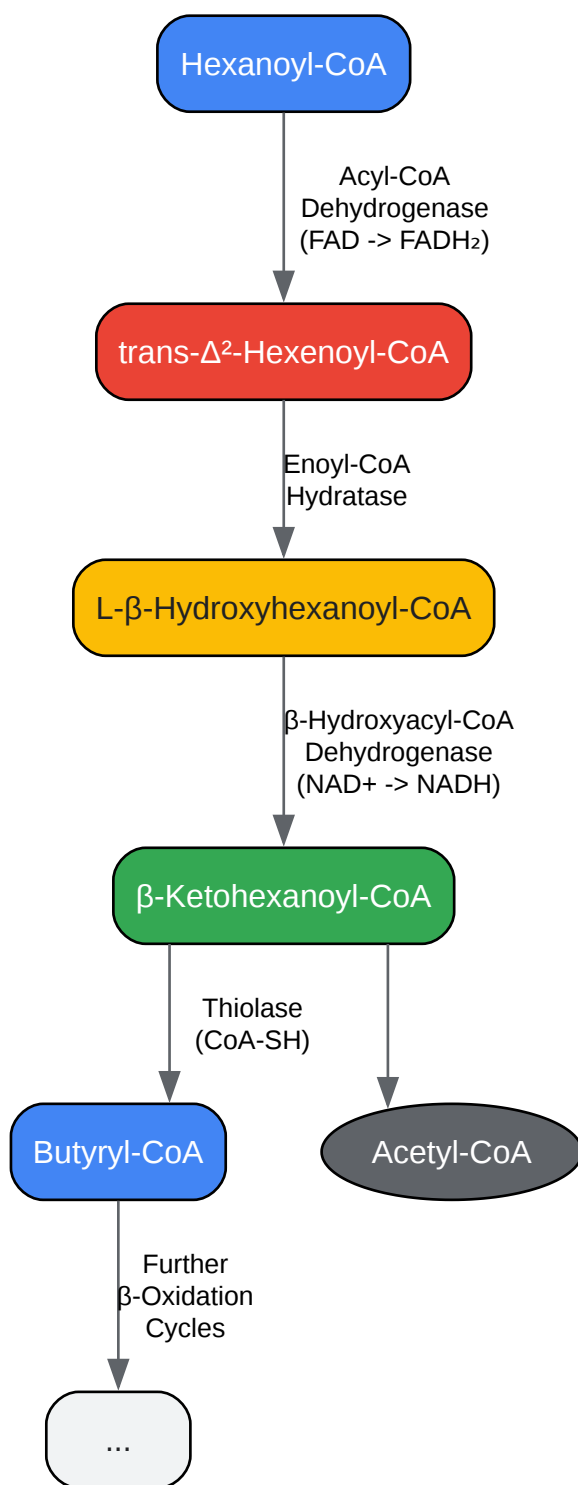 Hexanoyl-CoA
Acyl-CoA
Dehydrogenase
(FAD -> FADH₂)
trans-Δ²-Hexenoyl-CoA
Enoyl-CoA
Hydratase
L-β-Hydroxyhexanoyl-CoA
β-Hydroxyacyl-CoA
Dehydrogenase
(NAD+ -> NADH)
β-Ketohexanoyl-CoA
Thiolase
(CoA-SH)
Butyryl-CoA
Acetyl-CoA
Further
β-Oxidation
Cycles
...